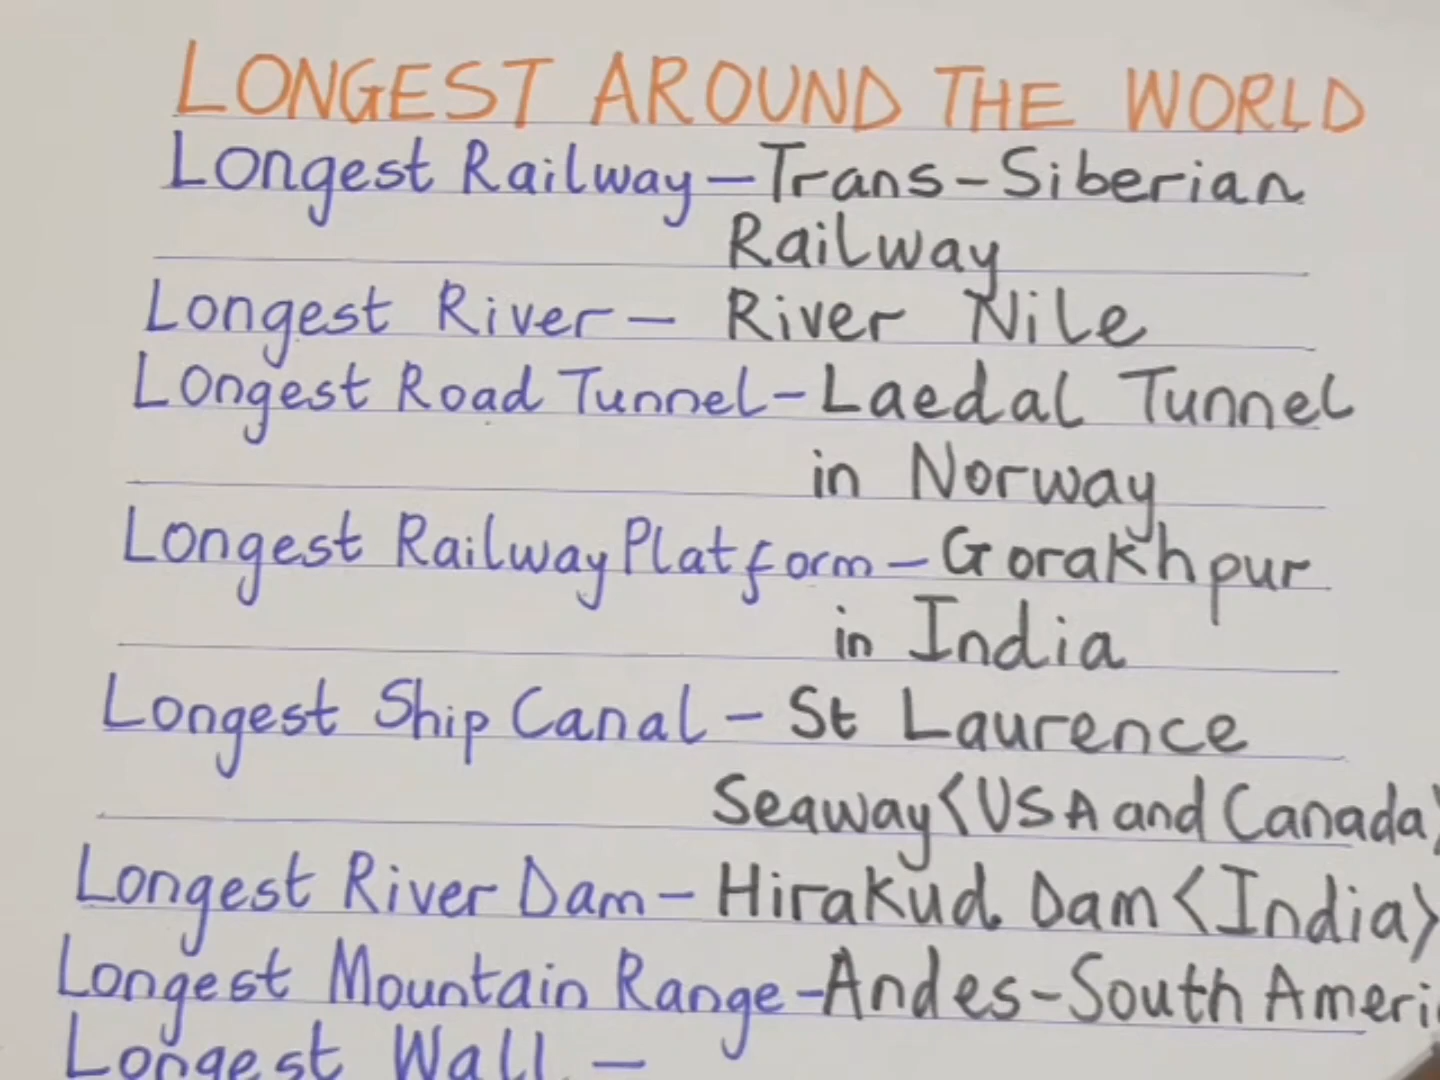 LONGEST AROUND THE WORLD
Longest Railway - Trans-Siberian
Railway
Longest River - River Nile
Longest Road Tunnel - Laedal Tunnel
in Norway
Longest Railway Platform - Gorakhpur
in India
Longest Ship Canal - St Laurence
Seaway <USA and Canada>
Longest River Dam - Hirakud Dam <India>
Longest Mountain Range - Andes - South Ameri
Longest Wall -